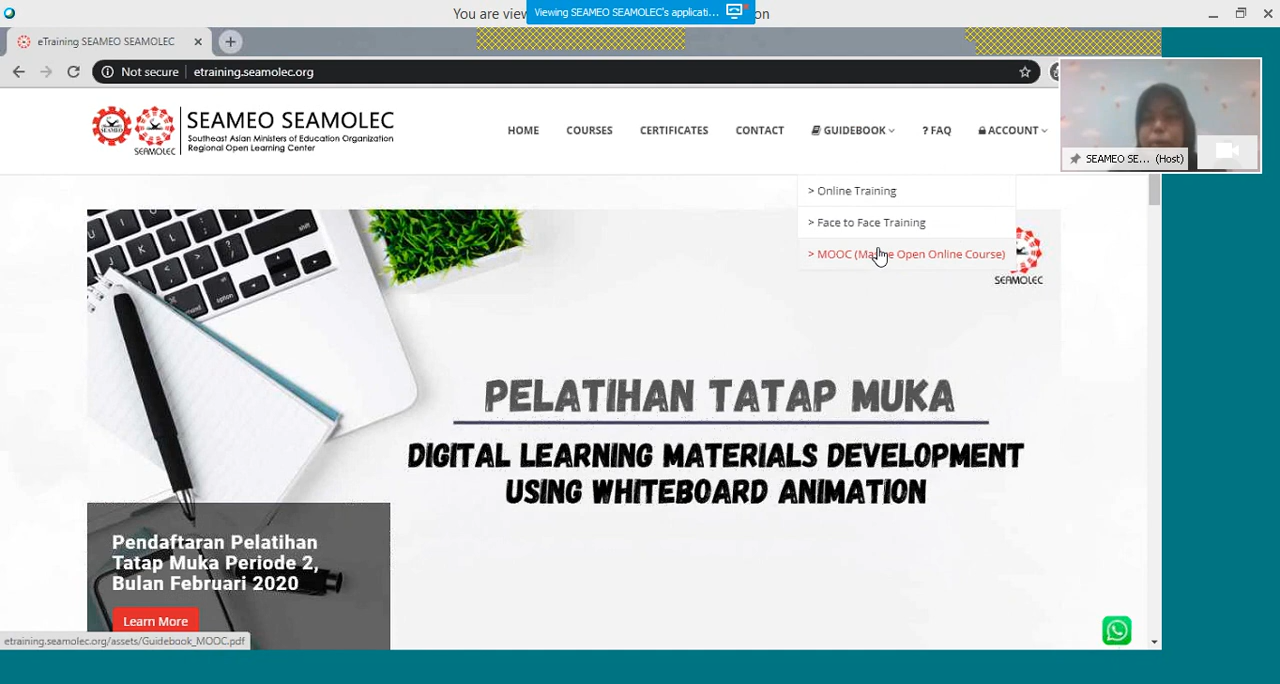 You are view
on
Viewing SEAMEO SEAMOLEC's applicati...
eTraining SEAMEO SEAMOLEC
Not secure
etraining.seamolec.org
SEAMEO
SEAMOLEC
SEAMEO SEAMOLEC
Southeast Asian Ministers of Education Organization
Regional Open Learning Center
HOME
COURSES
CERTIFICATES
CONTACT
GUIDEBOOK
? FAQ
ACCOUNT
SEAMEO SE... (Host)
> Online Training
> Face to Face Training
> MOOC (Ma e Open Online Course)
SEAMOLEC
PELATIHAN TATAP MUKA
DIGITAL LEARNING MATERIALS DEVELOPMENT
USING WHITEBOARD ANIMATION
Pendaftaran Pelatihan
Tatap Muka Periode 2,
Bulan Februari 2020
Learn More
etraining.seamolec.org/assets/Guidebook_MOOC.pdf